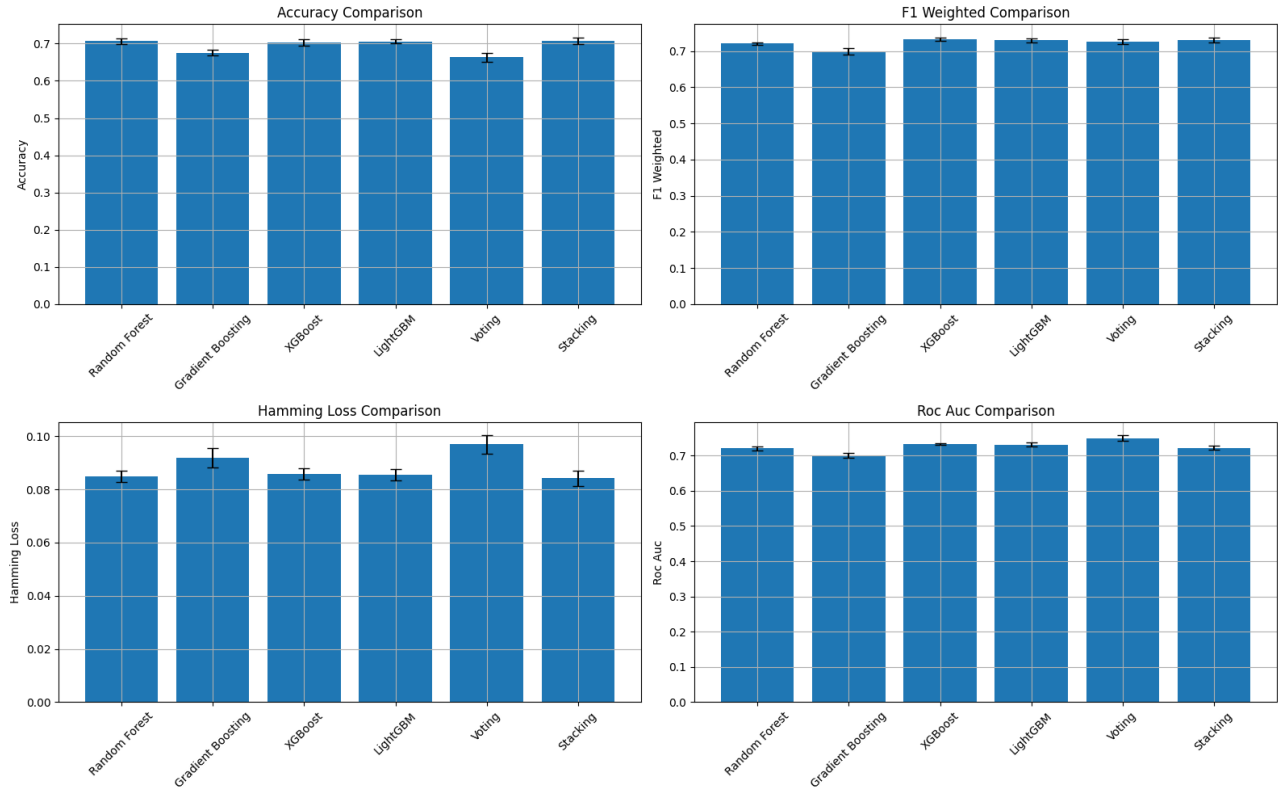 Accuracy Comparison
Accuracy
0.7
0.6
0.5
0.4
0.3
0.2
0.1
0.0
Random Forest
Gradient Boosting
XGBoost
LightGBM
Voting
Stacking
F1 Weighted Comparison
F1 Weighted
0.7
0.6
0.5
0.4
0.3
0.2
0.1
0.0
Random Forest
Gradient Boosting
XGBoost
LightGBM
Voting
Stacking
Hamming Loss Comparison
Hamming Loss
0.10
0.08
0.06
0.04
0.02
0.00
Random Forest
Gradient Boosting
XGBoost
LightGBM
Voting
Stacking
Roc Auc Comparison
Roc Auc
0.7
0.6
0.5
0.4
0.3
0.2
0.1
0.0
Random Forest
Gradient Boosting
XGBoost
LightGBM
Voting
Stacking